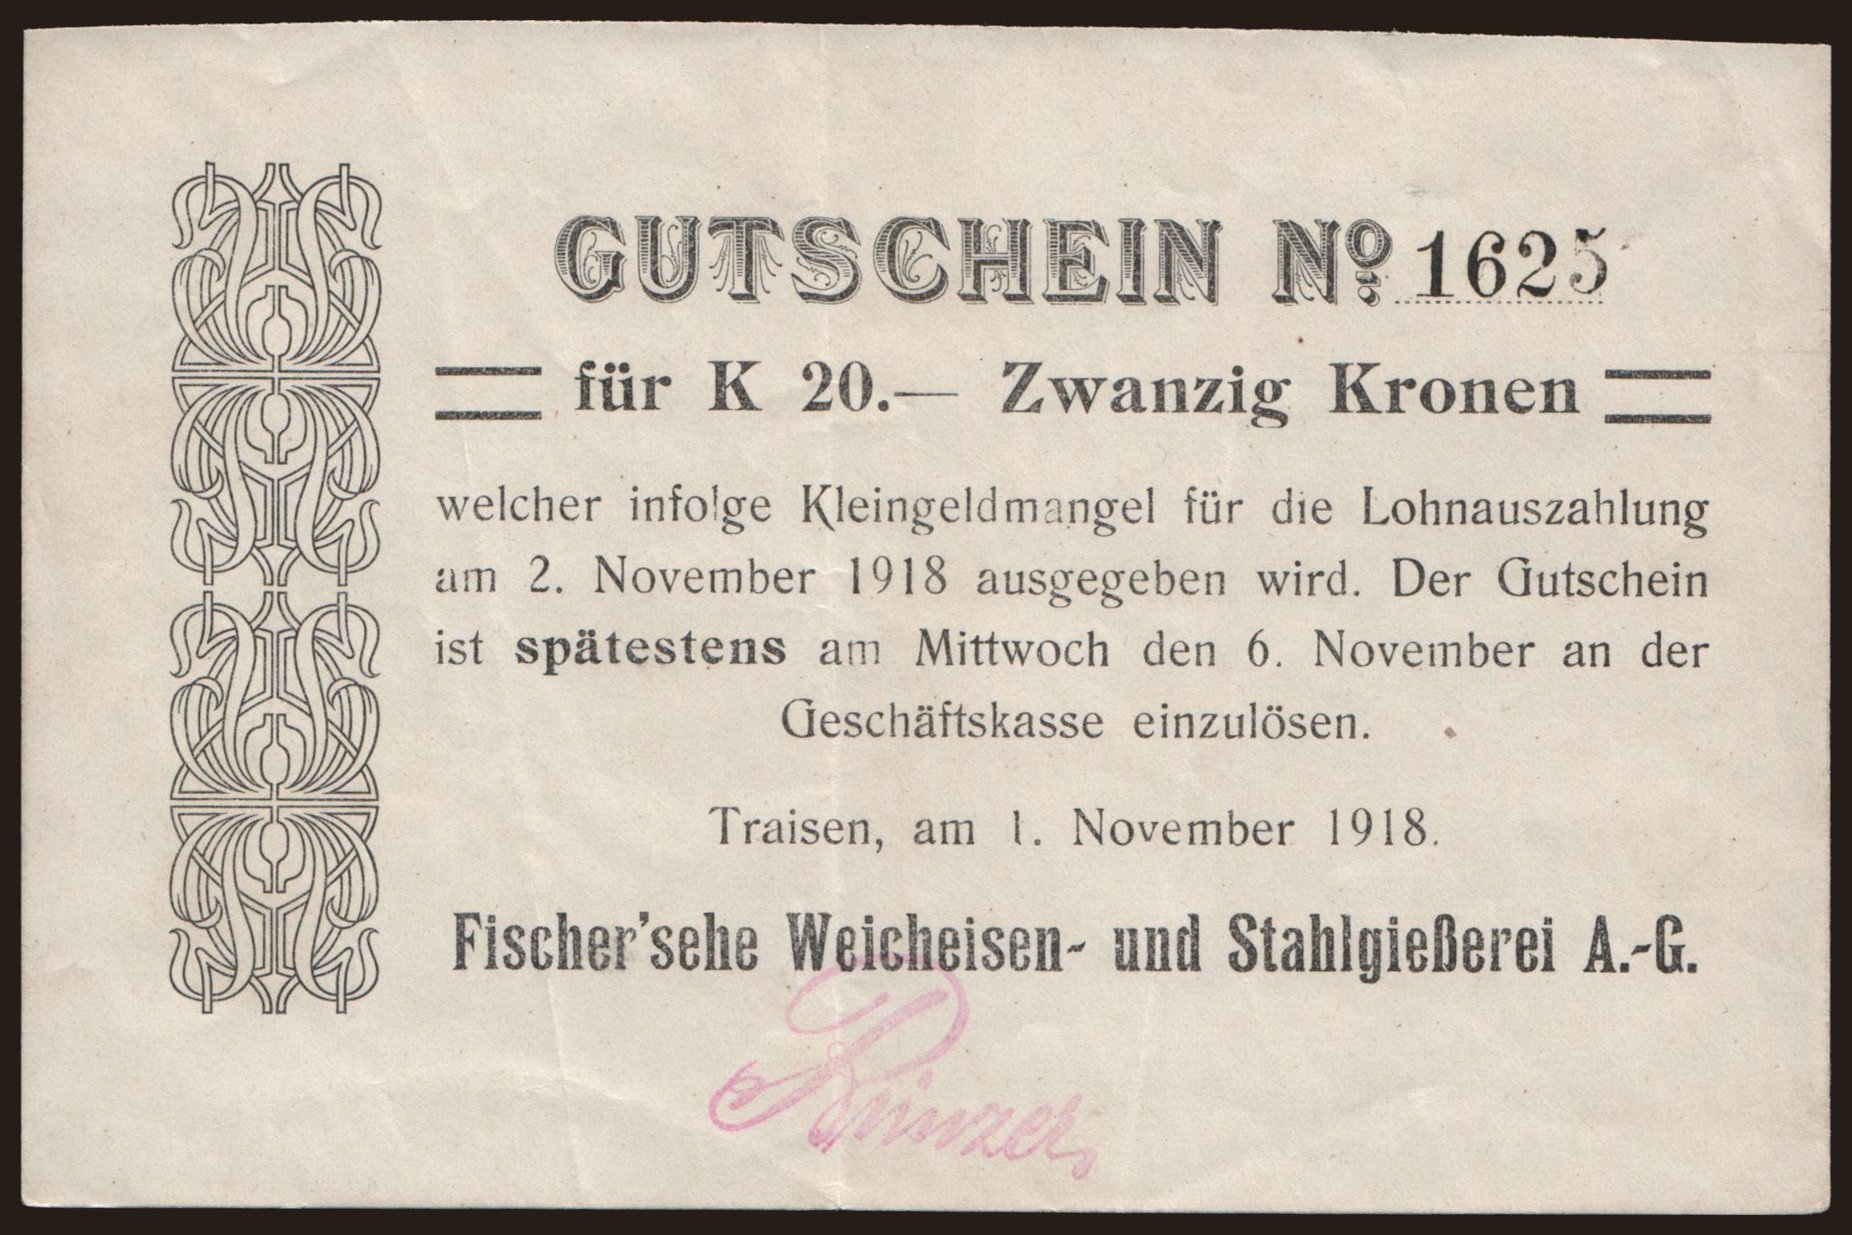 GUTSCHEIN No. 1625
für K 20.— Zwanzig Kronen
welcher infolge Kleingeldmangel für die Lohnauszahlung
am 2. November 1918 ausgegeben wird. Der Gutschein
ist spätestens am Mittwoch den 6. November an der
Geschäftskasse einzulösen.
Traisen, am 1. November 1918.
Fischer'sehe Weicheisen- und Stahlgießerei A.-G.